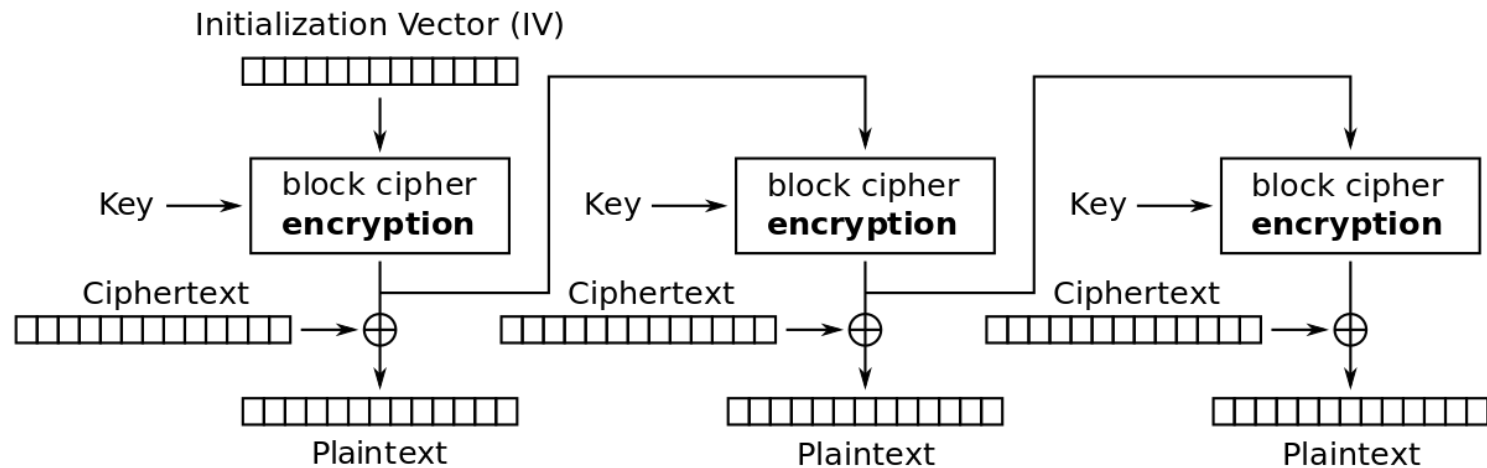 Initialization Vector (IV)
Key
block cipher
encryption
Key
block cipher
encryption
Key
block cipher
encryption
Ciphertext
Ciphertext
Ciphertext
Plaintext
Plaintext
Plaintext